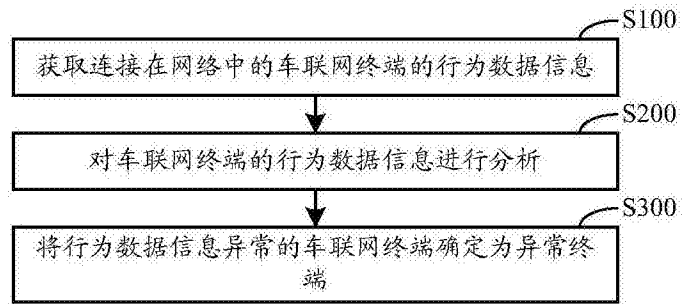 S100
获取连接在网络中的车联网终端的行为数据信息
S200
对车联网终端的行为数据信息进行分析
S300
将行为数据信息异常的车联网终端确定为异常终
端